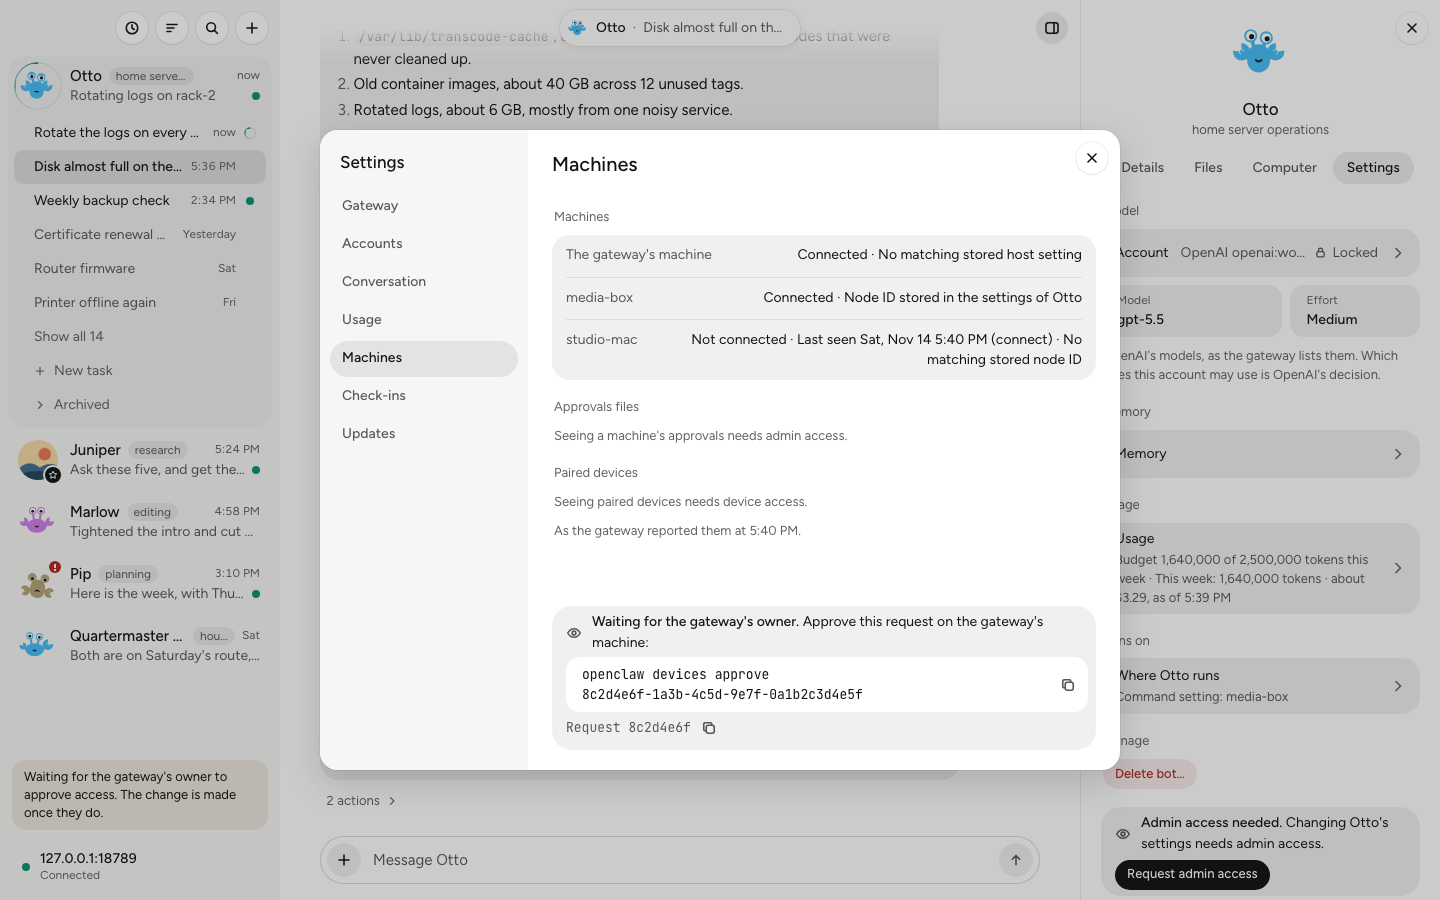 Otto
home serve...
now
Rotating logs on rack-2
Rotate the logs on every ...
now
Disk almost full on the...
5:36 PM
Weekly backup check
2:34 PM
Certificate renewal ...
Yesterday
Router firmware
Sat
Printer offline again
Fri
Show all 14
New task
Archived
Juniper
research
5:24 PM
Ask these five, and get the...
Marlow
editing
4:58 PM
Tightened the intro and cut ...
Pip
planning
3:10 PM
Here is the week, with Thu...
Quartermaster ...
hou...
Sat
Both are on Saturday's route,...
Waiting for the gateway's owner to
approve access. The change is made
once they do.
127.0.0.1:18789
Connected
Otto · Disk almost full on th...
1. /var/lib/transcode-cache, that were
never cleaned up.
2. Old container images, about 40 GB across 12 unused tags.
3. Rotated logs, about 6 GB, mostly from one noisy service.
Settings
Gateway
Accounts
Conversation
Usage
Machines
Check-ins
Updates
Machines
Machines
The gateway's machine
Connected · No matching stored host setting
media-box
Connected · Node ID stored in the settings of Otto
studio-mac
Not connected · Last seen Sat, Nov 14 5:40 PM (connect) · No
matching stored node ID
Approvals files
Seeing a machine's approvals needs admin access.
Paired devices
Seeing paired devices needs device access.
As the gateway reported them at 5:40 PM.
Waiting for the gateway's owner. Approve this request on the gateway's
machine:
openclaw devices approve
8c2d4e6f-1a3b-4c5d-9e7f-0a1b2c3d4e5f
Request 8c2d4e6f
2 actions
Message Otto
Otto
home server operations
Details
Files
Computer
Settings
Account
OpenAI openai:wo...
Locked
Model
gpt-5.5
Effort
Medium
models, as the gateway lists them. Which
this account may use is OpenAI's decision.
Memory
Usage
Budget 1,640,000 of 2,500,000 tokens this
week · This week: 1,640,000 tokens · about
$3.29, as of 5:39 PM
on
Where Otto runs
Command setting: media-box
Delete bot...
Admin access needed. Changing Otto's
settings needs admin access.
Request admin access